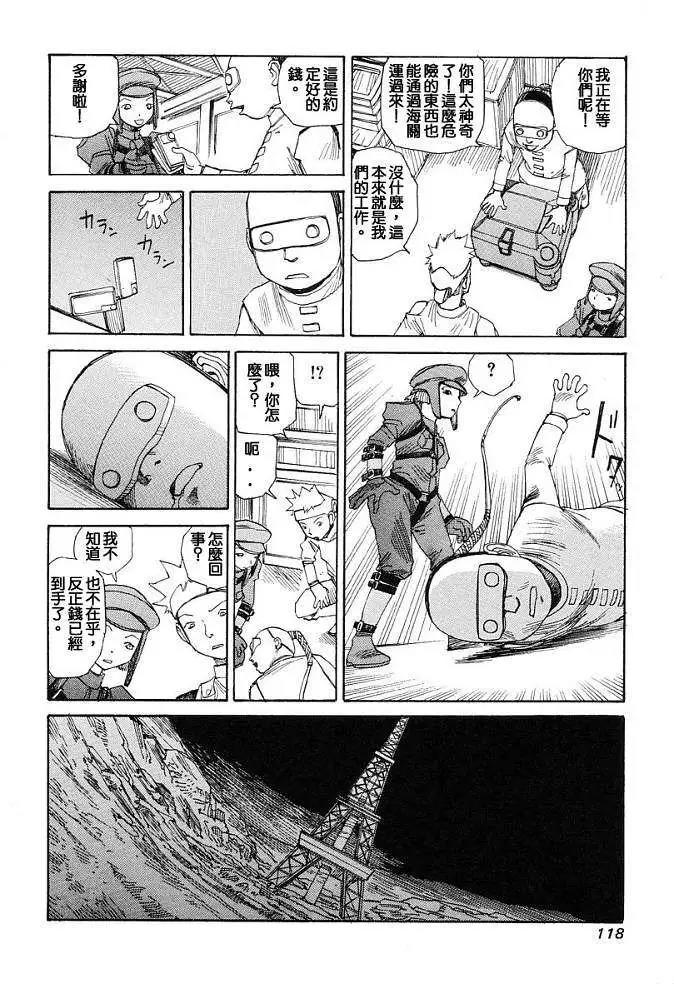 我正在等
你們呢！
你們太神奇
了！這麼危
險的東西也
能通過海關
運過來！
沒什麼，這
本來就是我
們的工作。
這是約
定好的
錢。
多謝啦！
カラン
カラン
？
ドグ
!?
喂，你怎
麼了？
呃
．．
怎麼回
事？
我不
知道
也不在乎，
反正錢已經
到手了。
118